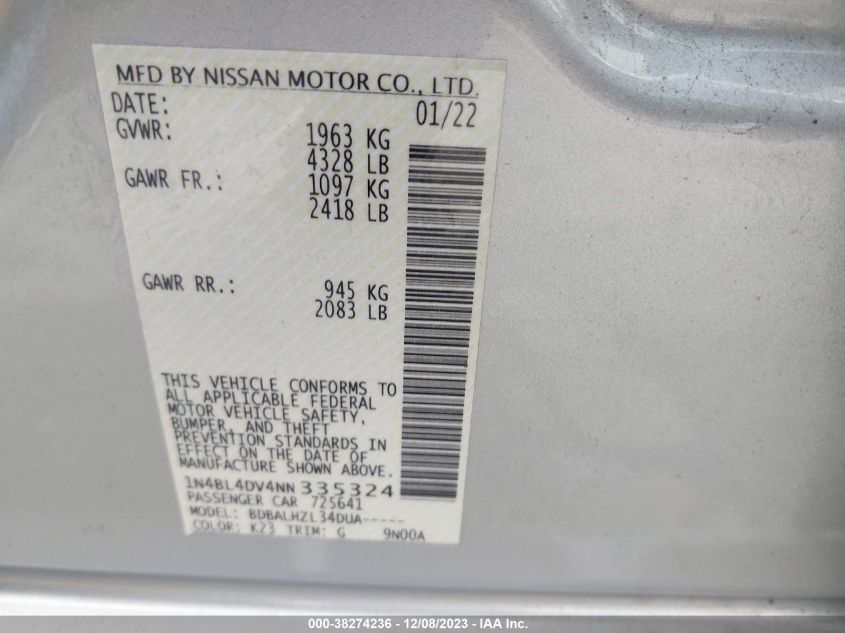 MFD BY NISSAN MOTOR CO., LTD.
DATE: 01/22
GVWR: 1963 KG
4328 LB
GAWR FR.: 1097 KG
2418 LB
GAWR RR.: 945 KG
2083 LB
THIS VEHICLE CONFORMS TO
ALL APPLICABLE FEDERAL
MOTOR VEHICLE SAFETY,
BUMPER, AND THEFT
PREVENTION STANDARDS IN
EFFECT ON THE DATE OF
MANUFACTURE SHOWN ABOVE.
1N4BL4DV4NN335324
PASSENGER CAR 725641
MODEL: BDBALHZL34DUA-----
COLOR: K23 TRIM: G 9N00A
000-38274236 - 12/08/2023 - IAA Inc.